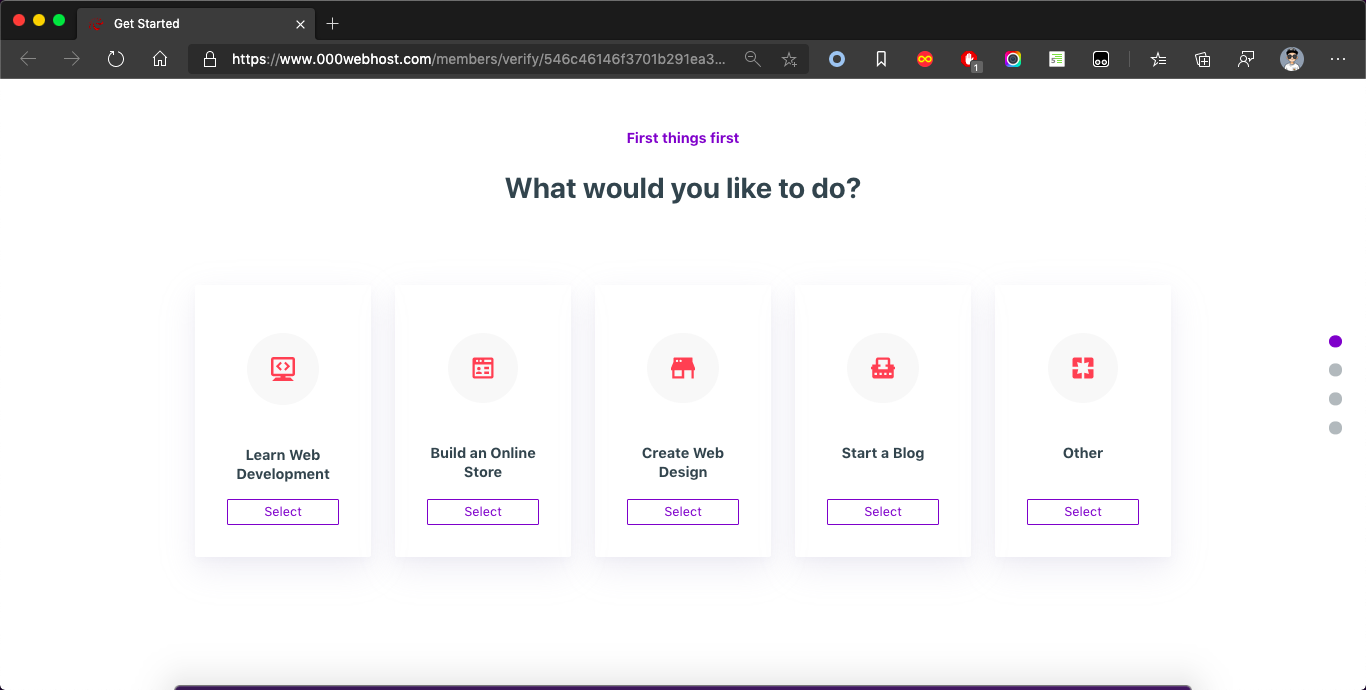 Get Started
https://www.000webhost.com/members/verify/546c46146f3701b291ea3...
1
First things first
What would you like to do?
Learn Web
Development
Select
Build an Online
Store
Select
Create Web
Design
Select
Start a Blog
Select
Other
Select